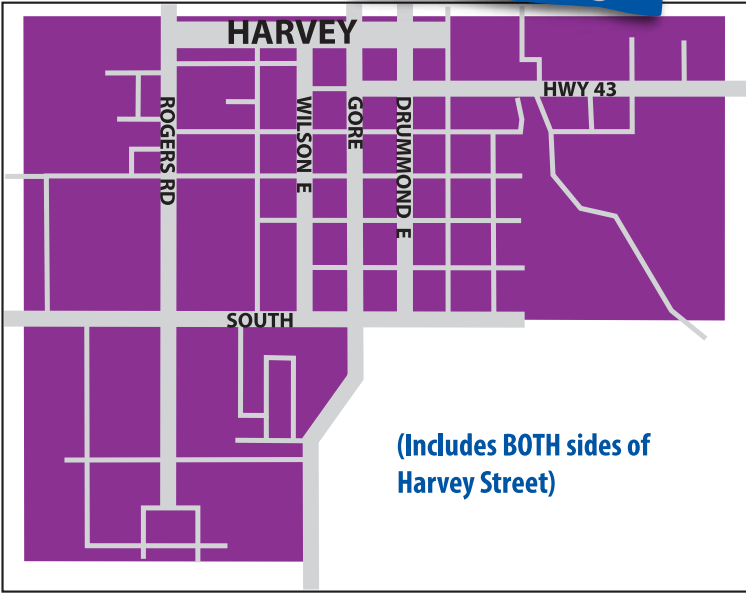 HARVEY
HWY 43
ROGERS RD
WILSON E
GORE
DRUMMOND E
SOUTH
(Includes BOTH sides of
Harvey Street)